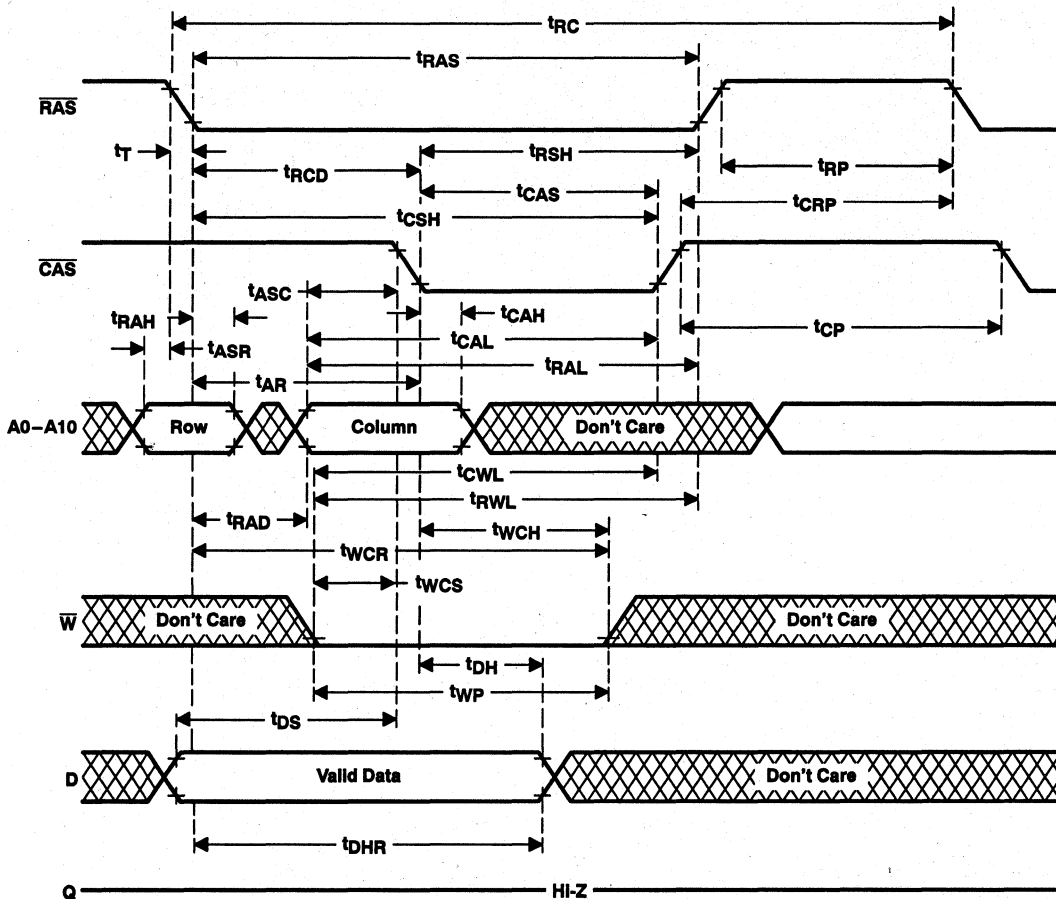 tRC
tRAS
R̅A̅S̅
tT
tRSH
tRCD
tRP
tCAS
tCRP
tCSH
C̅A̅S̅
tASC
tRAH
tCAH
tCP
tCAL
tASR
tRAL
tAR
A0–A10 Row Column Don't Care
tCWL
tRWL
tRAD
tWCH
tWCR
tWCS
W̅ Don't Care Don't Care
tDH
tWP
tDS
D Valid Data Don't Care
tDHR
Q HI-Z